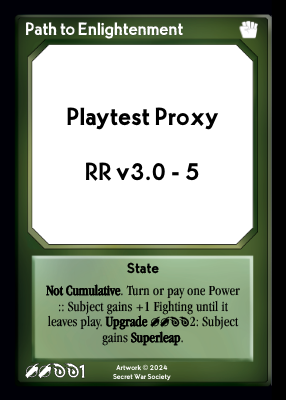 Path to Enlightenment
Playtest Proxy
RR v3.0 - 5
State
Not Cumulative. Turn or pay one Power
:: Subject gains +1 Fighting until it
leaves play. Upgrade 2: Subject
gains Superleap.
1
Artwork © 2024
Secret War Society